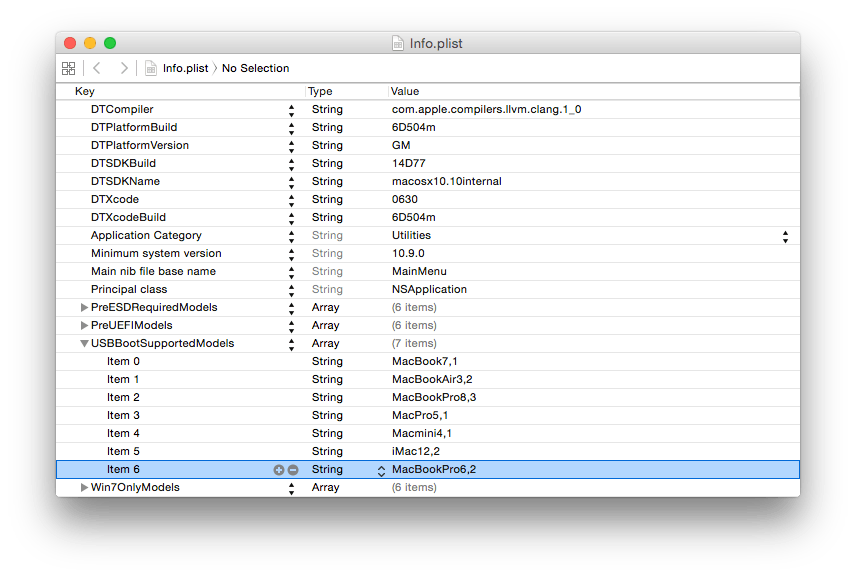 Info.plist
Info.plist No Selection
Key Type Value
DTCompiler String com.apple.compilers.llvm.clang.1_0
DTPlatformBuild String 6D504m
DTPlatformVersion String GM
DTSDKBuild String 14D77
DTSDKName String macosx10.10internal
DTXcode String 0630
DTXcodeBuild String 6D504m
Application Category String Utilities
Minimum system version String 10.9.0
Main nib file base name String MainMenu
Principal class String NSApplication
PreESDRequiredModels Array (6 items)
PreUEFIModels Array (6 items)
USBBootSupportedModels Array (7 items)
Item 0 String MacBook7,1
Item 1 String MacBookAir3,2
Item 2 String MacBookPro8,3
Item 3 String MacPro5,1
Item 4 String Macmini4,1
Item 5 String iMac12,2
Item 6 String MacBookPro6,2
Win7OnlyModels Array (6 items)